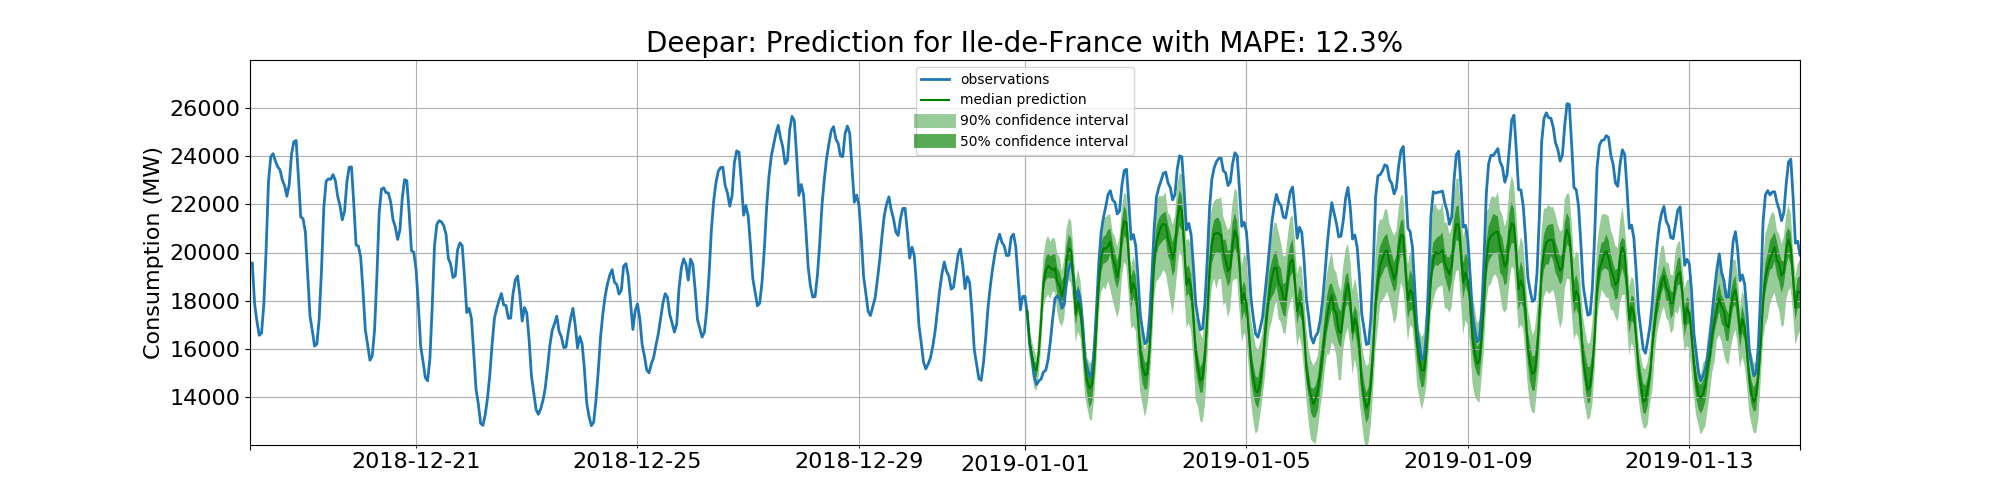 Deepar: Prediction for Ile-de-France with MAPE: 12.3%
observations
median prediction
90% confidence interval
50% confidence interval
Consumption (MW)
26000
24000
22000
20000
18000
16000
14000
2018-12-21
2018-12-25
2018-12-29
2019-01-01
2019-01-05
2019-01-09
2019-01-13